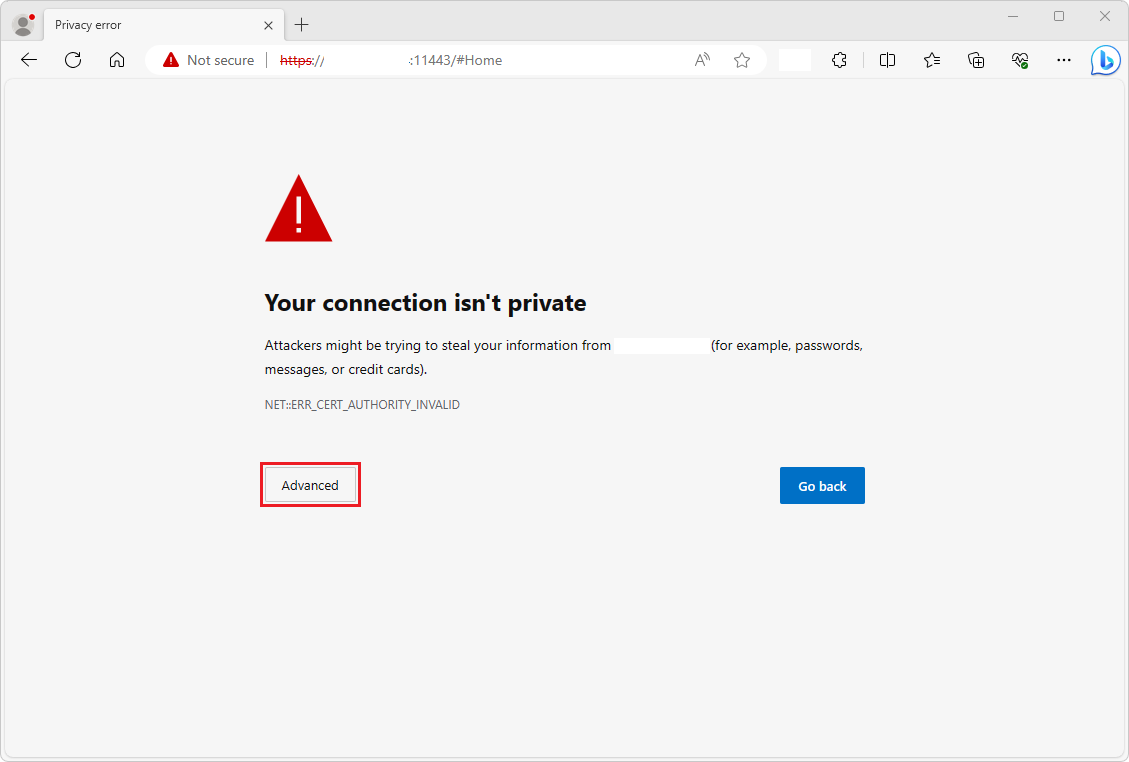 Privacy error
Not secure https:// :11443/#Home
Your connection isn't private
Attackers might be trying to steal your information from (for example, passwords,
messages, or credit cards).
NET::ERR_CERT_AUTHORITY_INVALID
Advanced
Go back